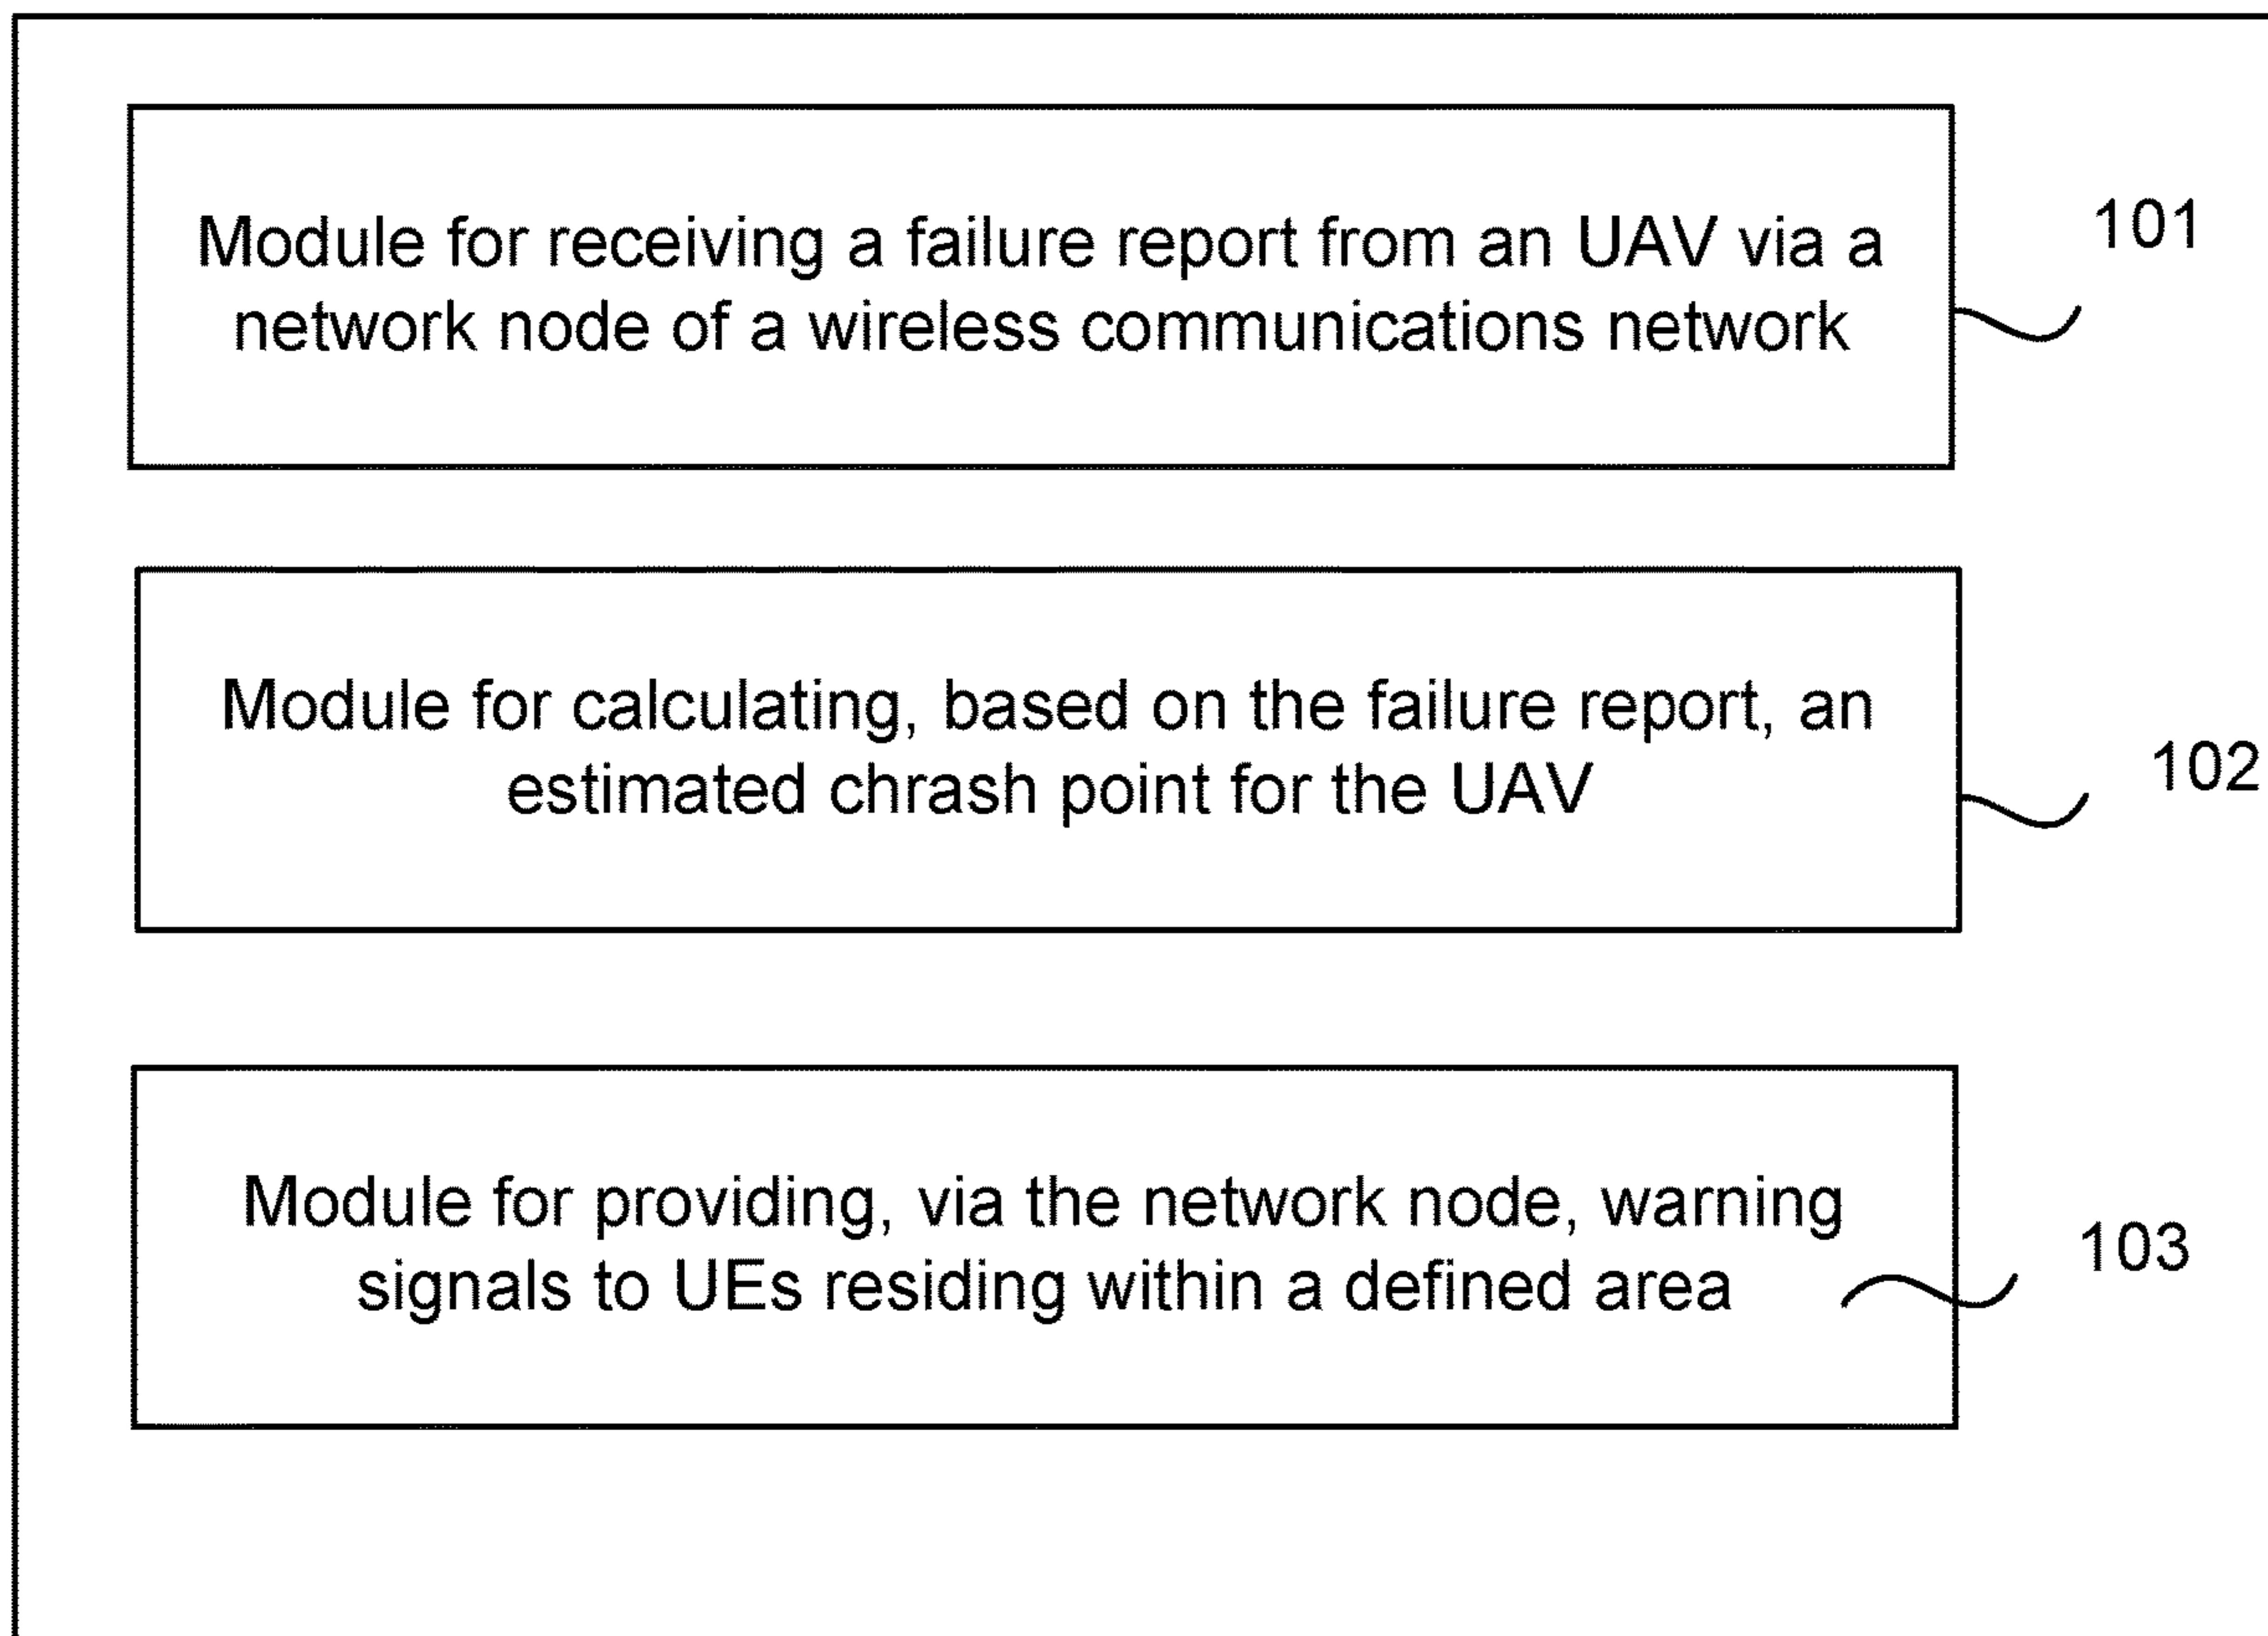 Module for receiving a failure report from an UAV via a
network node of a wireless communications network
101
Module for calculating, based on the failure report, an
estimated chrash point for the UAV
102
Module for providing, via the network node, warning
signals to UEs residing within a defined area
103